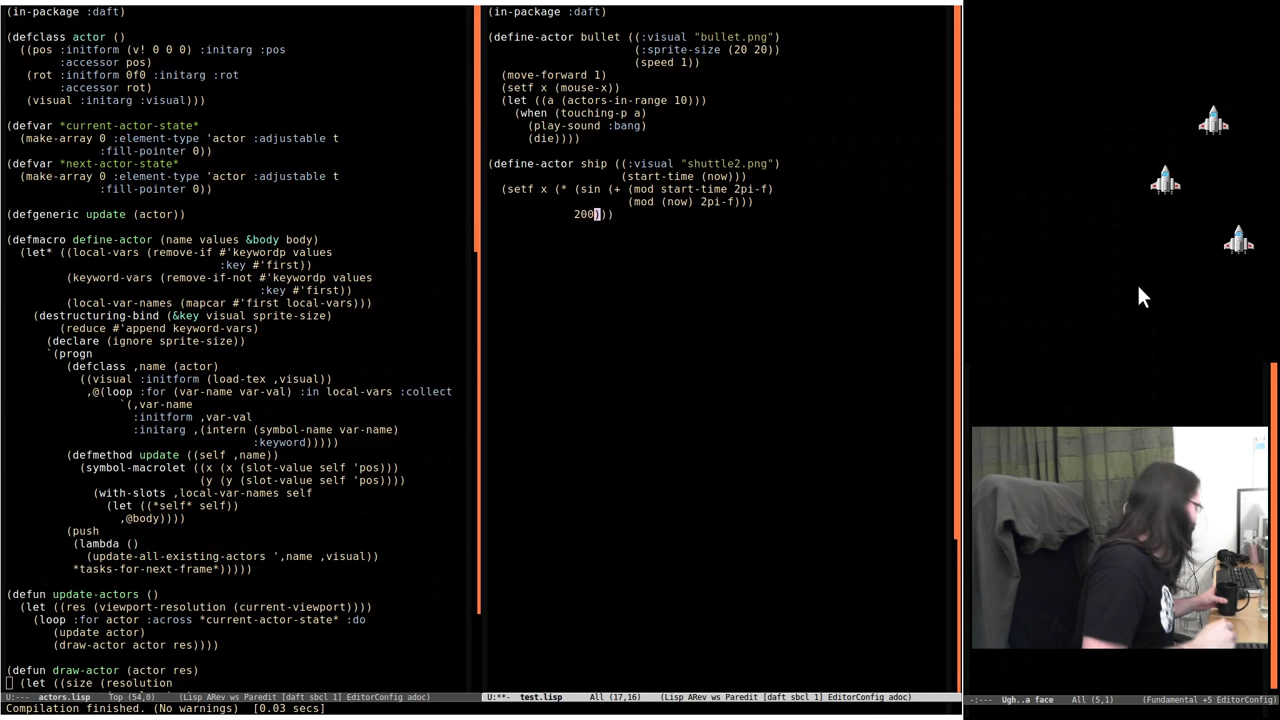 (in-package :daft)

(defclass actor ()
  ((pos :initform (v! 0 0 0) :initarg :pos
        :accessor pos)
   (rot :initform 0f0 :initarg :rot
        :accessor rot)
   (visual :initarg :visual)))

(defvar *current-actor-state*
  (make-array 0 :element-type 'actor :adjustable t
              :fill-pointer 0))
(defvar *next-actor-state*
  (make-array 0 :element-type 'actor :adjustable t
              :fill-pointer 0))

(defgeneric update (actor))

(defmacro define-actor (name values &body body)
  (let* ((local-vars (remove-if #'keywordp values
                                :key #'first))
         (keyword-vars (remove-if-not #'keywordp values
                                      :key #'first))
         (local-var-names (mapcar #'first local-vars)))
    (destructuring-bind (&key visual sprite-size)
        (reduce #'append keyword-vars)
      (declare (ignore sprite-size))
      `(progn
         (defclass ,name (actor)
           ((visual :initform (load-tex ,visual))
            ,@(loop :for (var-name var-val) :in local-vars :collect
                 `(,var-name
                   :initform ,var-val
                   :initarg ,(intern (symbol-name var-name)
                                     :keyword)))))
         (defmethod update ((self ,name))
           (symbol-macrolet ((x (x (slot-value self 'pos)))
                             (y (y (slot-value self 'pos))))
             (with-slots ,local-var-names self
               (let ((*self* self))
                 ,@body))))
         (push
          (lambda ()
            (update-all-existing-actors ',name ,visual))
          *tasks-for-next-frame*)))))

(defun update-actors ()
  (let ((res (viewport-resolution (current-viewport))))
    (loop :for actor :across *current-actor-state* :do
       (update actor)
       (draw-actor actor res))))

(defun draw-actor (actor res)
  (let ((size (resolution
U:---  actors.lisp   Top (54,0)   (Lisp ARev ws Paredit [daft sbcl 1] EditorConfig adoc)
Compilation finished. (No warnings)  [0.03 secs]
(in-package :daft)

(define-actor bullet ((:visual "bullet.png")
                      (:sprite-size (20 20))
                      (speed 1))
  (move-forward 1)
  (setf x (mouse-x))
  (let ((a (actors-in-range 10)))
    (when (touching-p a)
      (play-sound :bang)
      (die))))

(define-actor ship ((:visual "shuttle2.png")
                    (start-time (now)))
  (setf x (* (sin (+ (mod start-time 2pi-f)
                     (mod (now) 2pi-f)))
             200)))
U:**-  test.lisp   All (17,16)   (Lisp ARev ws Paredit [daft sbcl 1] EditorConfig adoc)
-:---  Ugh..a face   All (5,1)   (Fundamental +5 EditorConfig)